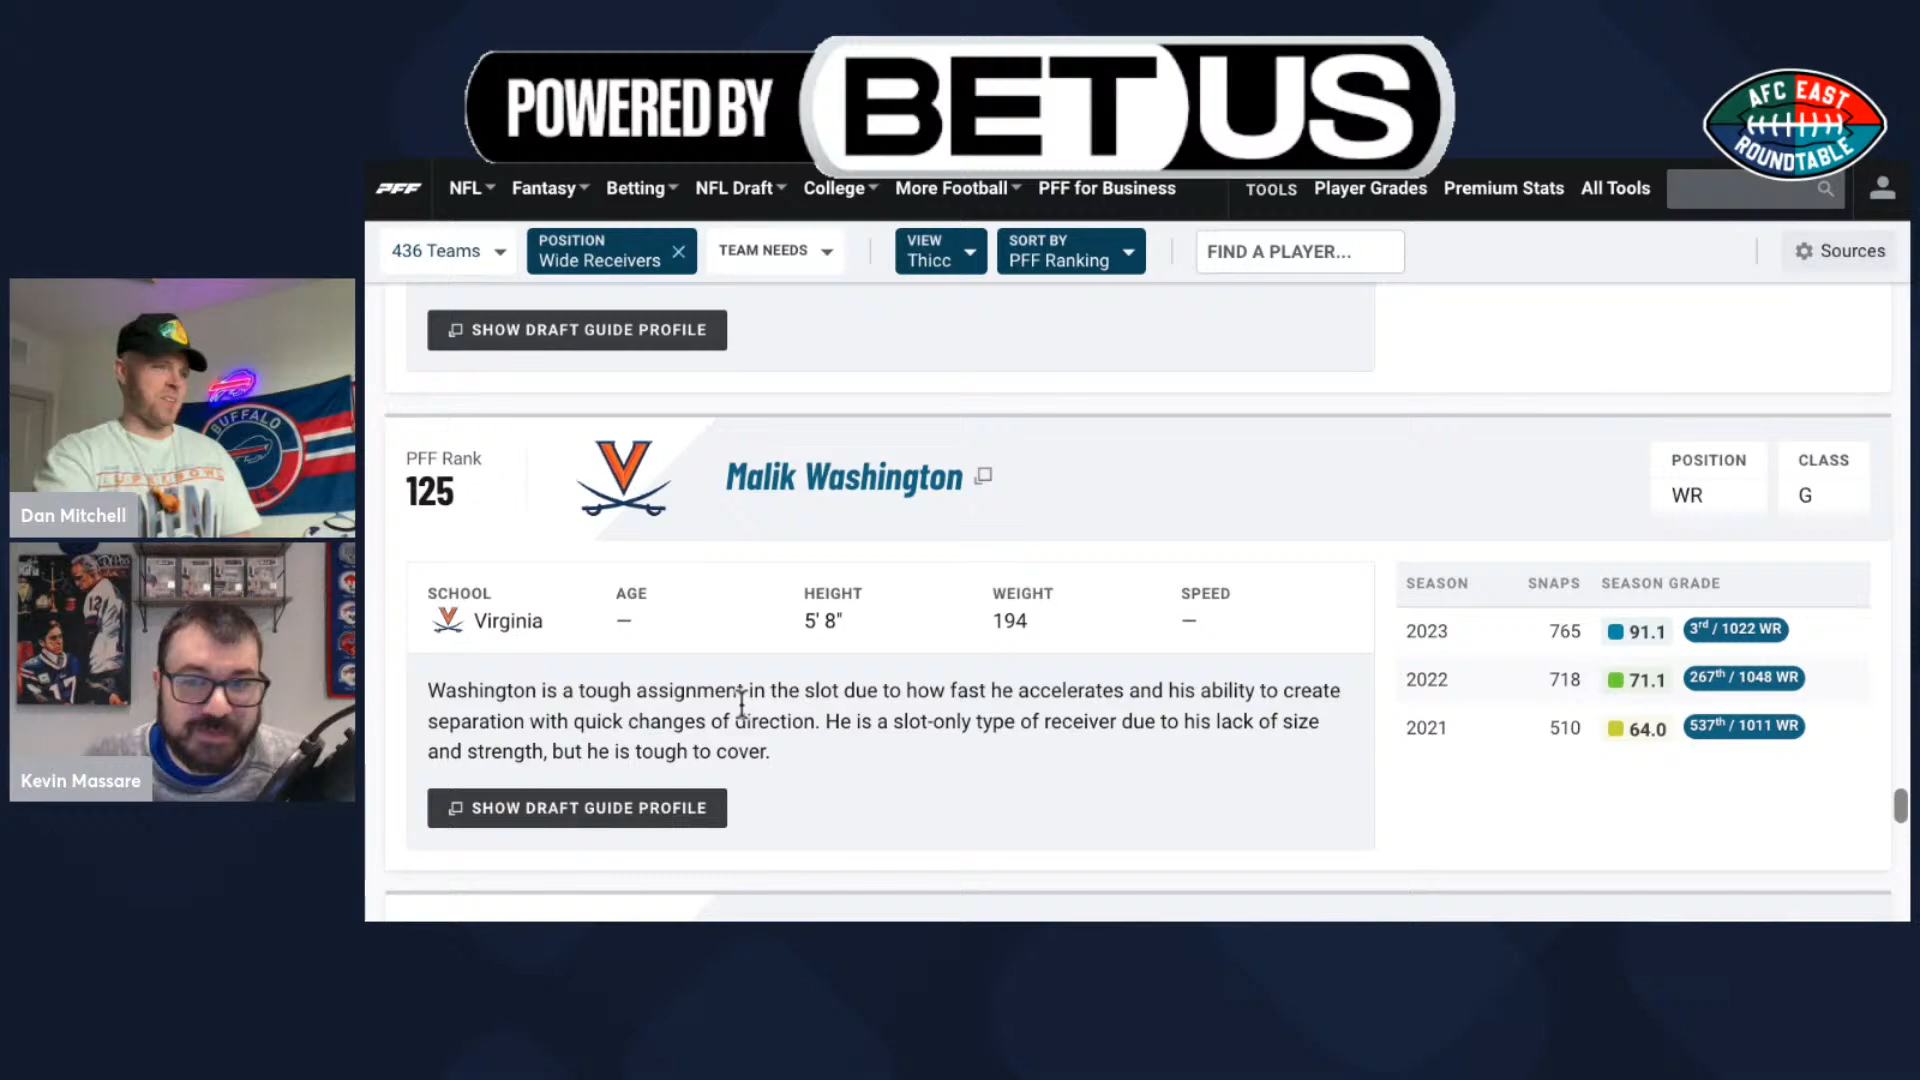 POWERED BY BETUS
AFC EAST
ROUNDTABLE
PFF NFL Fantasy Betting NFL Draft College More Football PFF for Business TOOLS Player Grades Premium Stats All Tools
436 Teams POSITION Wide Receivers TEAM NEEDS VIEW Thicc SORT BY PFF Ranking FIND A PLAYER... Sources
SHOW DRAFT GUIDE PROFILE
PFF Rank
125
Malik Washington
POSITION CLASS
WR G
SCHOOL AGE HEIGHT WEIGHT SPEED
Virginia — 5' 8" 194 —
Washington is a tough assignment in the slot due to how fast he accelerates and his ability to create
separation with quick changes of direction. He is a slot-only type of receiver due to his lack of size
and strength, but he is tough to cover.
SHOW DRAFT GUIDE PROFILE
SEASON SNAPS SEASON GRADE
2023 765 91.1 3rd / 1022 WR
2022 718 71.1 267th / 1048 WR
2021 510 64.0 537th / 1011 WR
BUFFALO
Dan Mitchell
12
17
Kevin Massare